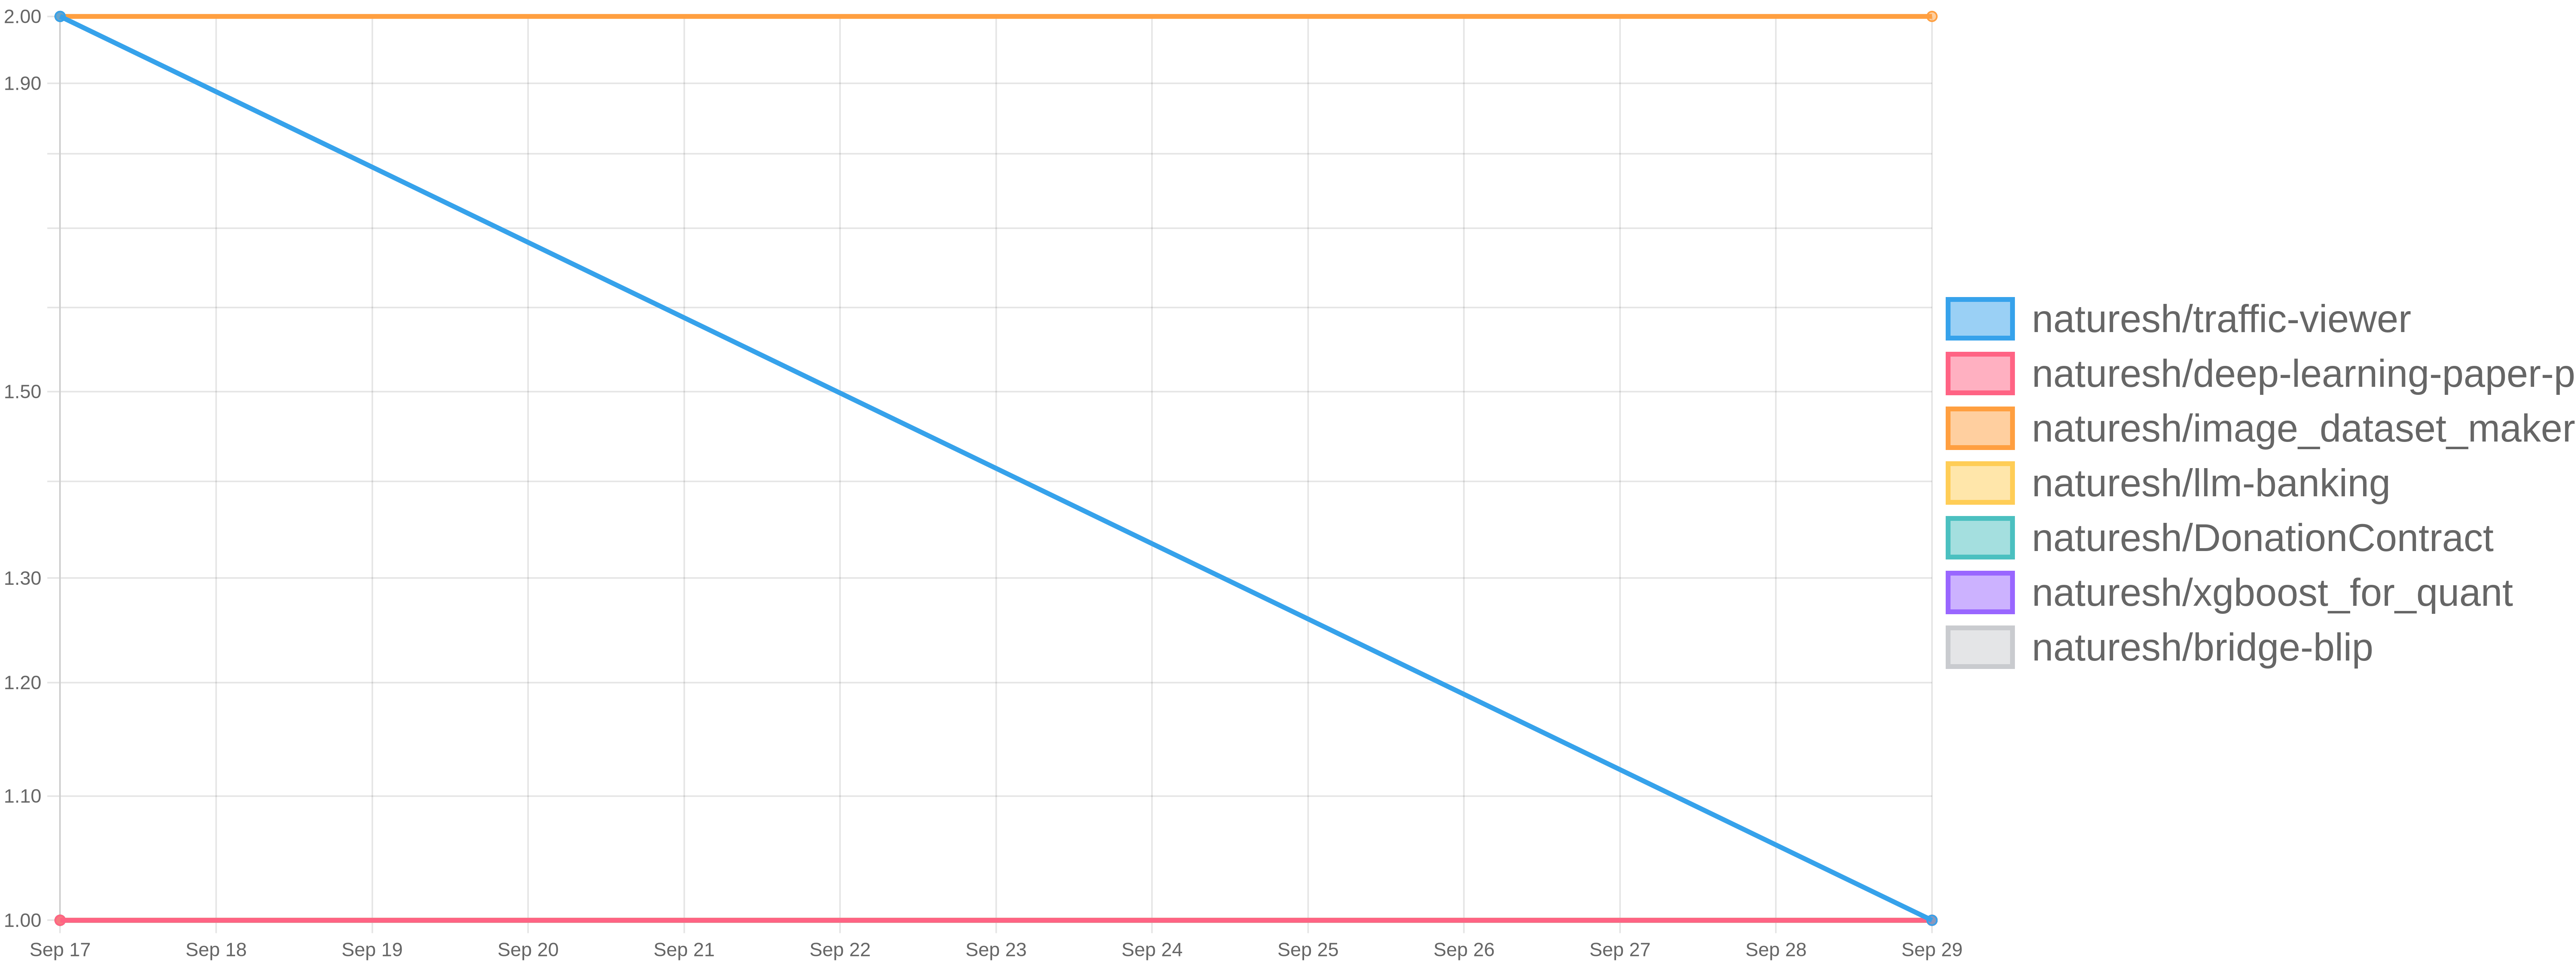 2.00
1.90
1.50
1.30
1.20
1.10
1.00
Sep 17 Sep 18 Sep 19 Sep 20 Sep 21 Sep 22 Sep 23 Sep 24 Sep 25 Sep 26 Sep 27 Sep 28 Sep 29
naturesh/traffic-viewer
naturesh/deep-learning-paper-p
naturesh/image_dataset_maker
naturesh/llm-banking
naturesh/DonationContract
naturesh/xgboost_for_quant
naturesh/bridge-blip